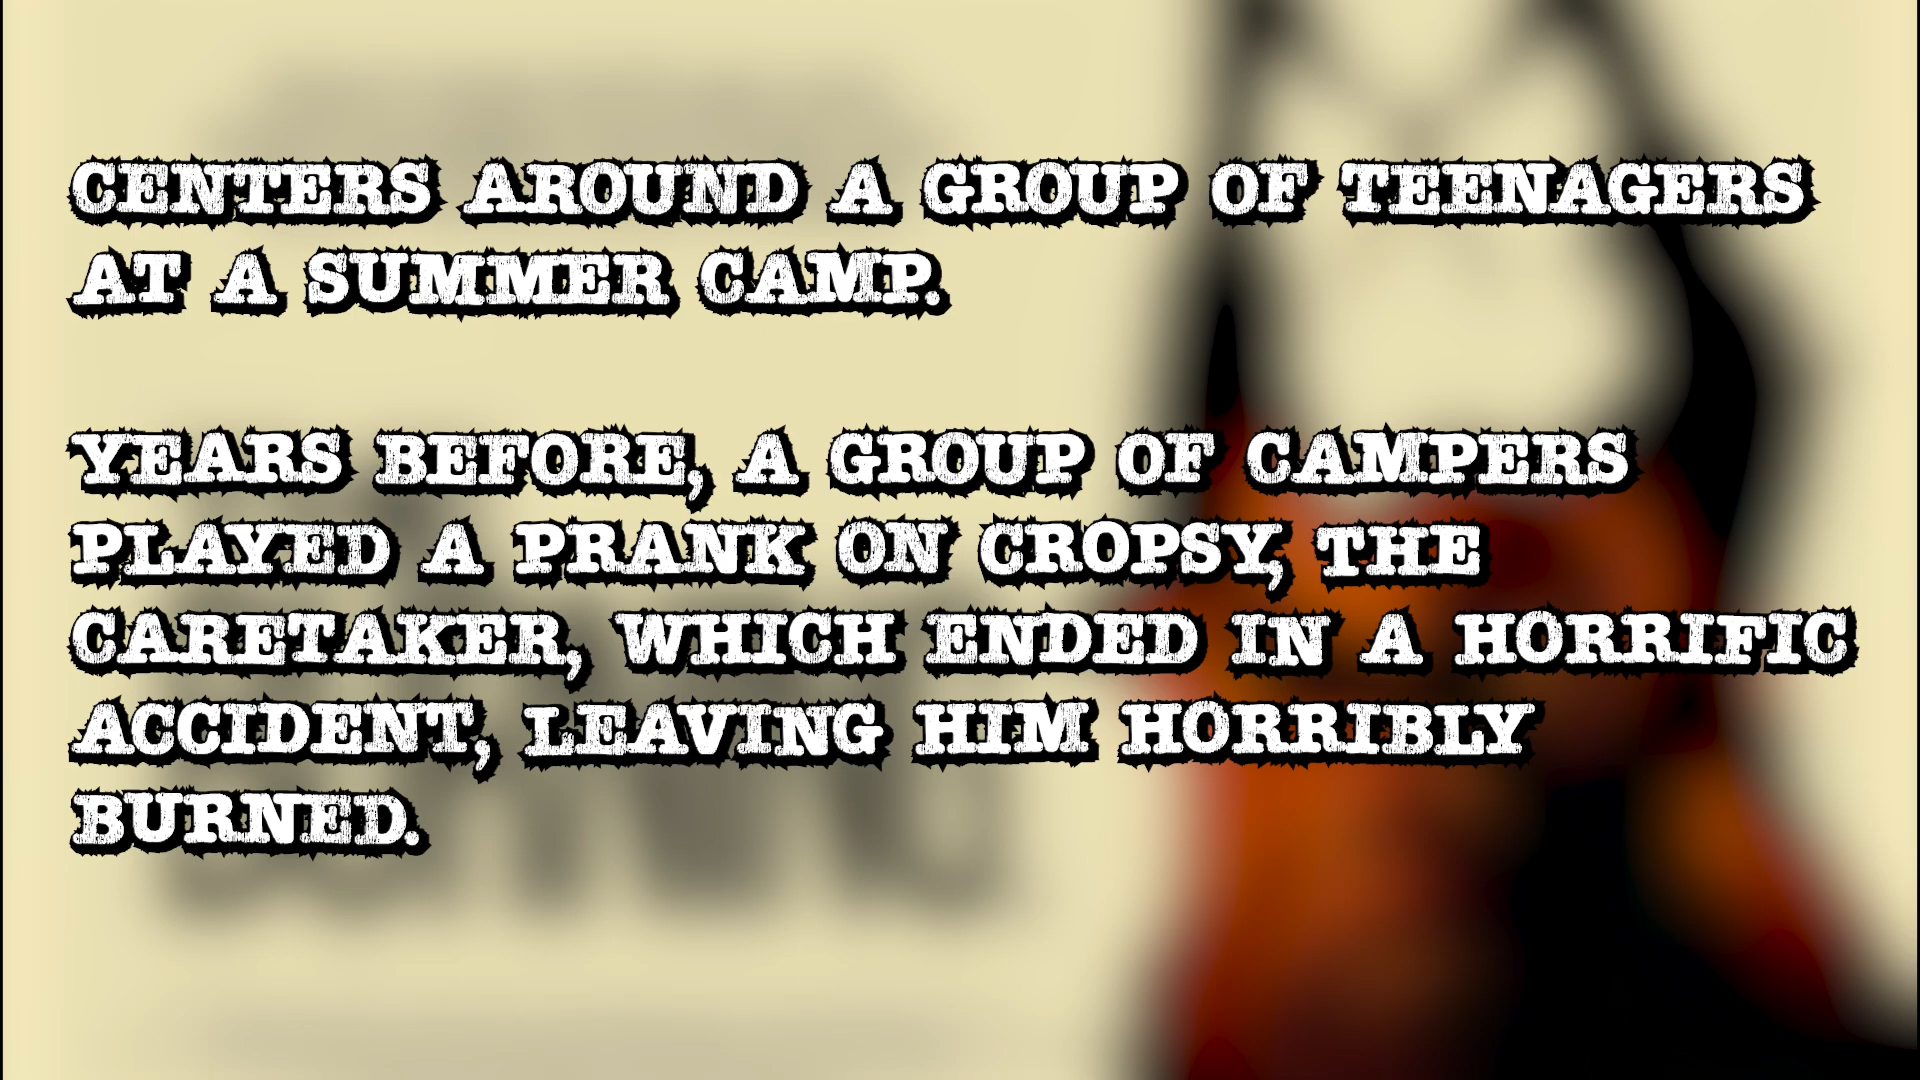 CENTERS AROUND A GROUP OF TEENAGERS
AT A SUMMER CAMP.
YEARS BEFORE, A GROUP OF CAMPERS
PLAYED A PRANK ON CROPSY, THE
CARETAKER, WHICH ENDED IN A HORRIFIC
ACCIDENT, LEAVING HIM HORRIBLY
BURNED.